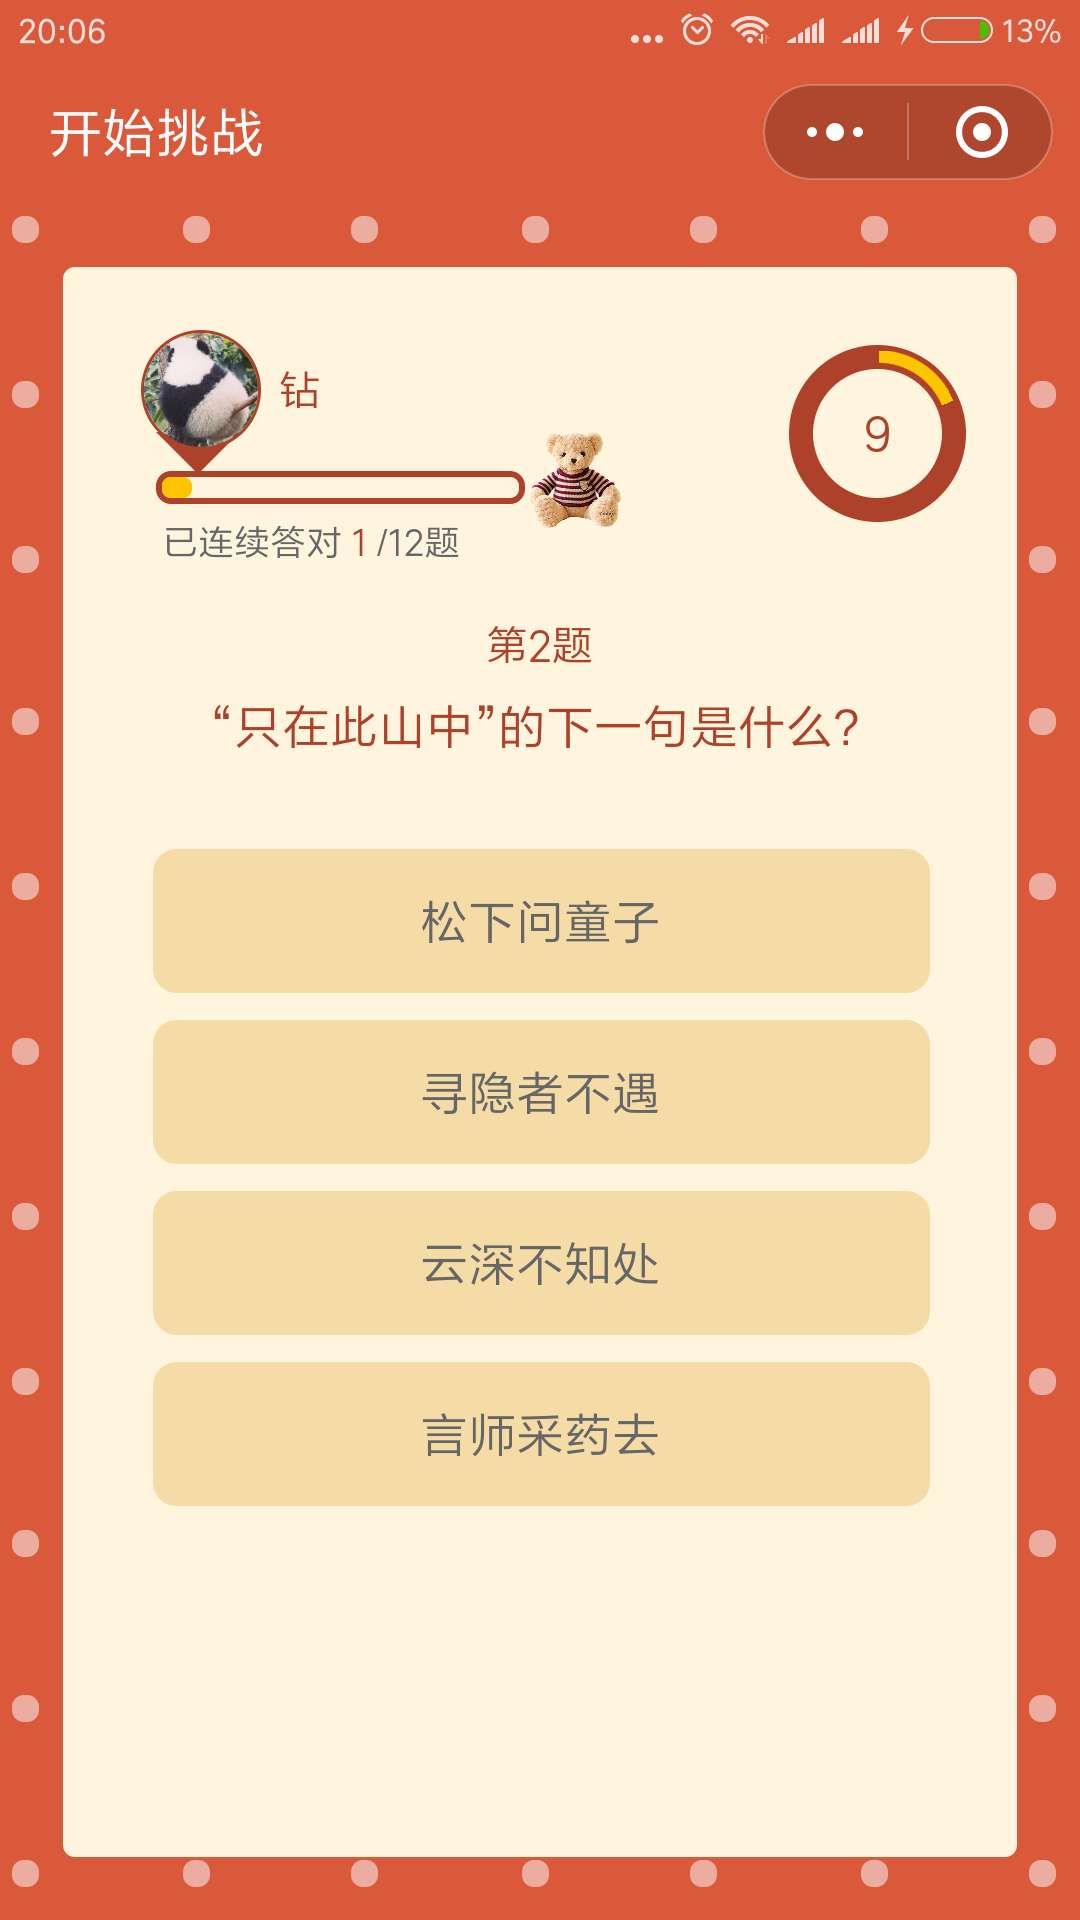 20:06
13%
开始挑战
钻
9
已连续答对 1 /12题
第2题
“只在此山中”的下一句是什么?
松下问童子
寻隐者不遇
云深不知处
言师采药去